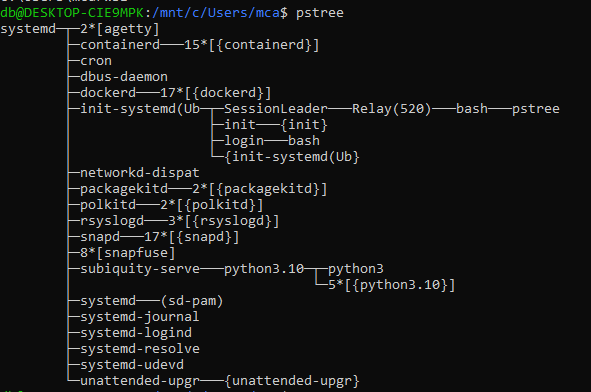 db@DESKTOP-CIE9MPK:/mnt/c/Users/mca$ pstree
systemd─┬─2*[agetty]
        ├─containerd───15*[{containerd}]
        ├─cron
        ├─dbus-daemon
        ├─dockerd───17*[{dockerd}]
        ├─init-systemd(Ub─┬─SessionLeader───Relay(520)───bash───pstree
        │                 ├─init───{init}
        │                 ├─login───bash
        │                 └─{init-systemd(Ub}
        ├─networkd-dispat
        ├─packagekitd───2*[{packagekitd}]
        ├─polkitd───2*[{polkitd}]
        ├─rsyslogd───3*[{rsyslogd}]
        ├─snapd───17*[{snapd}]
        ├─8*[snapfuse]
        ├─subiquity-serve───python3.10─┬─python3
        │                              └─5*[{python3.10}]
        ├─systemd───(sd-pam)
        ├─systemd-journal
        ├─systemd-logind
        ├─systemd-resolve
        ├─systemd-udevd
        └─unattended-upgr───{unattended-upgr}